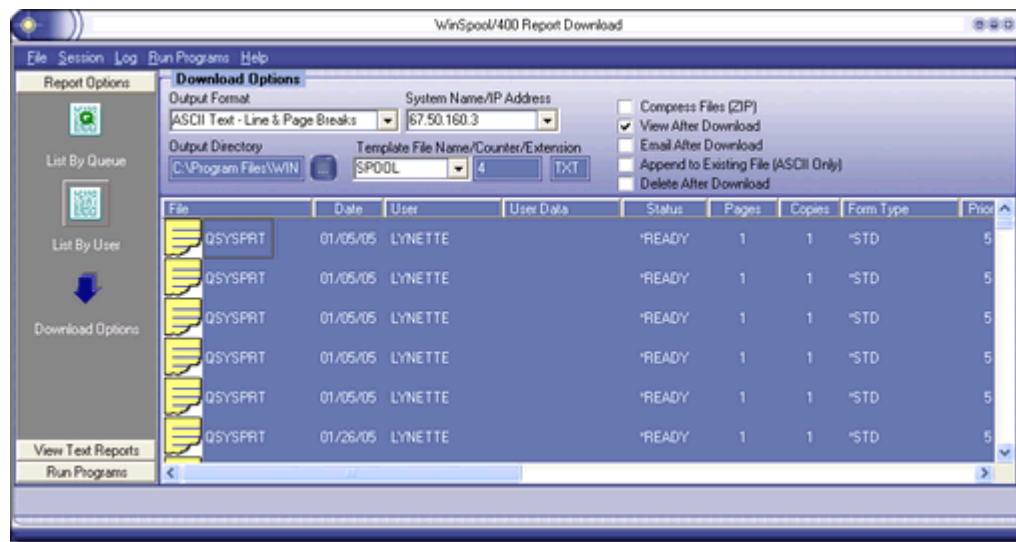 WinSpool/400 Report Download
File Session Log Run Programs Help
Report Options
List By Queue
List By User
Download Options
View Text Reports
Run Programs
Download Options
Output Format
System Name/IP Address
ASCII Text - Line & Page Breaks
67.50.160.3
Output Directory
Template File Name/Counter/Extension
C:\Program Files\WIN
SPOOL
4
TXT
Compress Files (ZIP)
View After Download
Email After Download
Append to Existing File (ASCII Only)
Delete After Download
File Date User User Data Status Pages Copies Form Type Prior
QSYSPRT 01/05/05 LYNETTE *READY 1 1 *STD 5
QSYSPRT 01/05/05 LYNETTE *READY 1 1 *STD 5
QSYSPRT 01/05/05 LYNETTE *READY 1 1 *STD 5
QSYSPRT 01/05/05 LYNETTE *READY 1 1 *STD 5
QSYSPRT 01/05/05 LYNETTE *READY 1 1 *STD 5
QSYSPRT 01/26/05 LYNETTE *READY 1 1 *STD 5